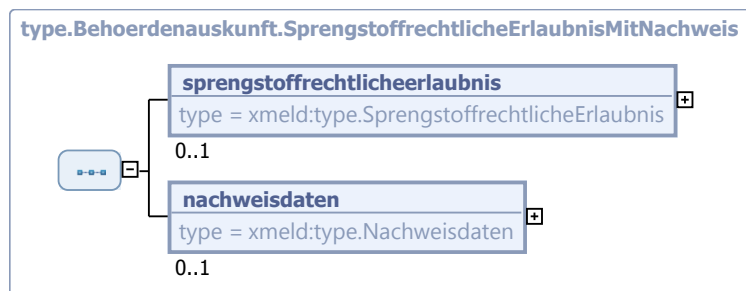 type.Behoerdenauskunft.SprengstoffrechtlicheErlaubnisMitNachweis
sprengstoffrechtlicheerlaubnis
type = xmeld:type.SprengstoffrechtlicheErlaubnis
0..1
nachweisdaten
type = xmeld:type.Nachweisdaten
0..1